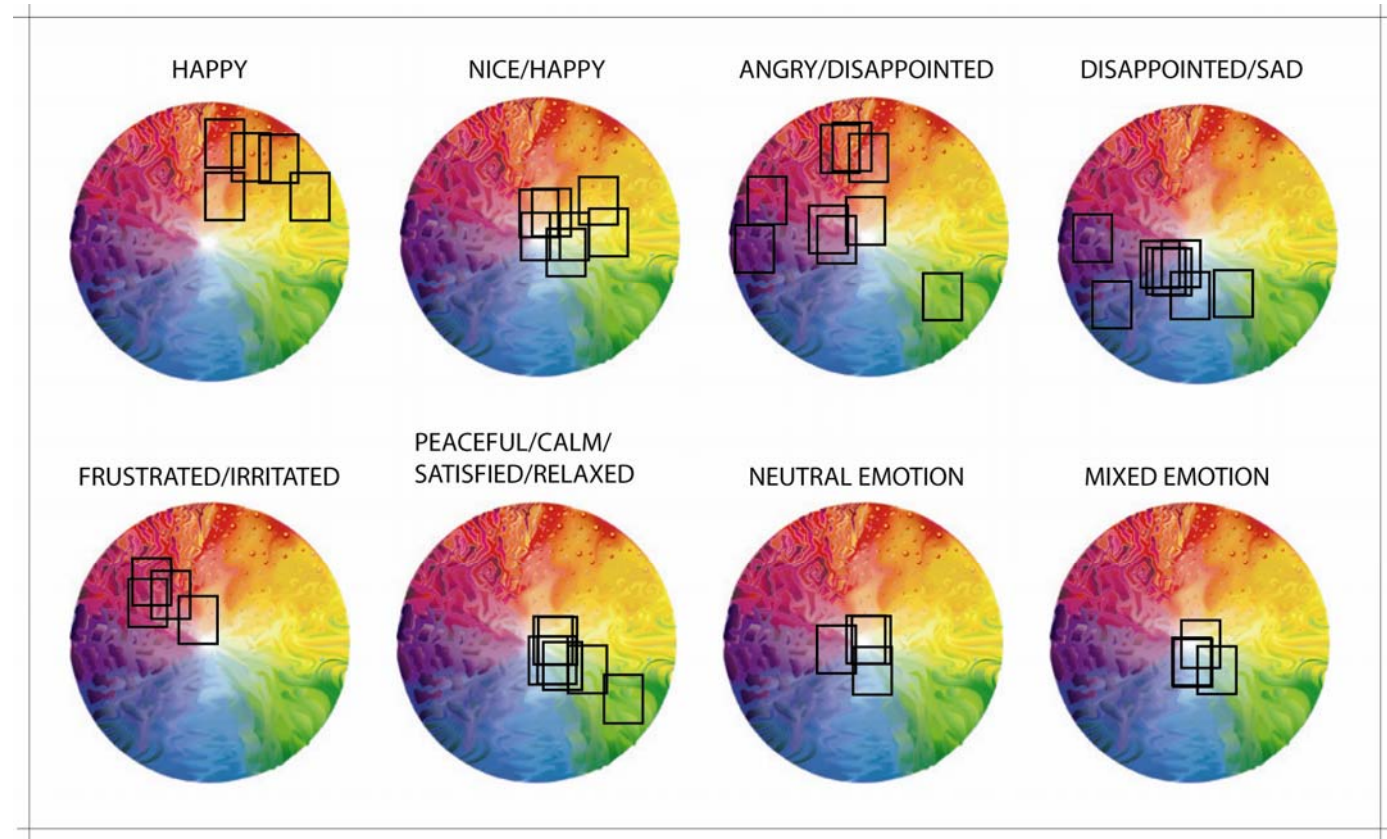 HAPPY
NICE/HAPPY
ANGRY/DISAPPOINTED
DISAPPOINTED/SAD
FRUSTRATED/IRRITATED
PEACEFUL/CALM/
SATISFIED/RELAXED
NEUTRAL EMOTION
MIXED EMOTION